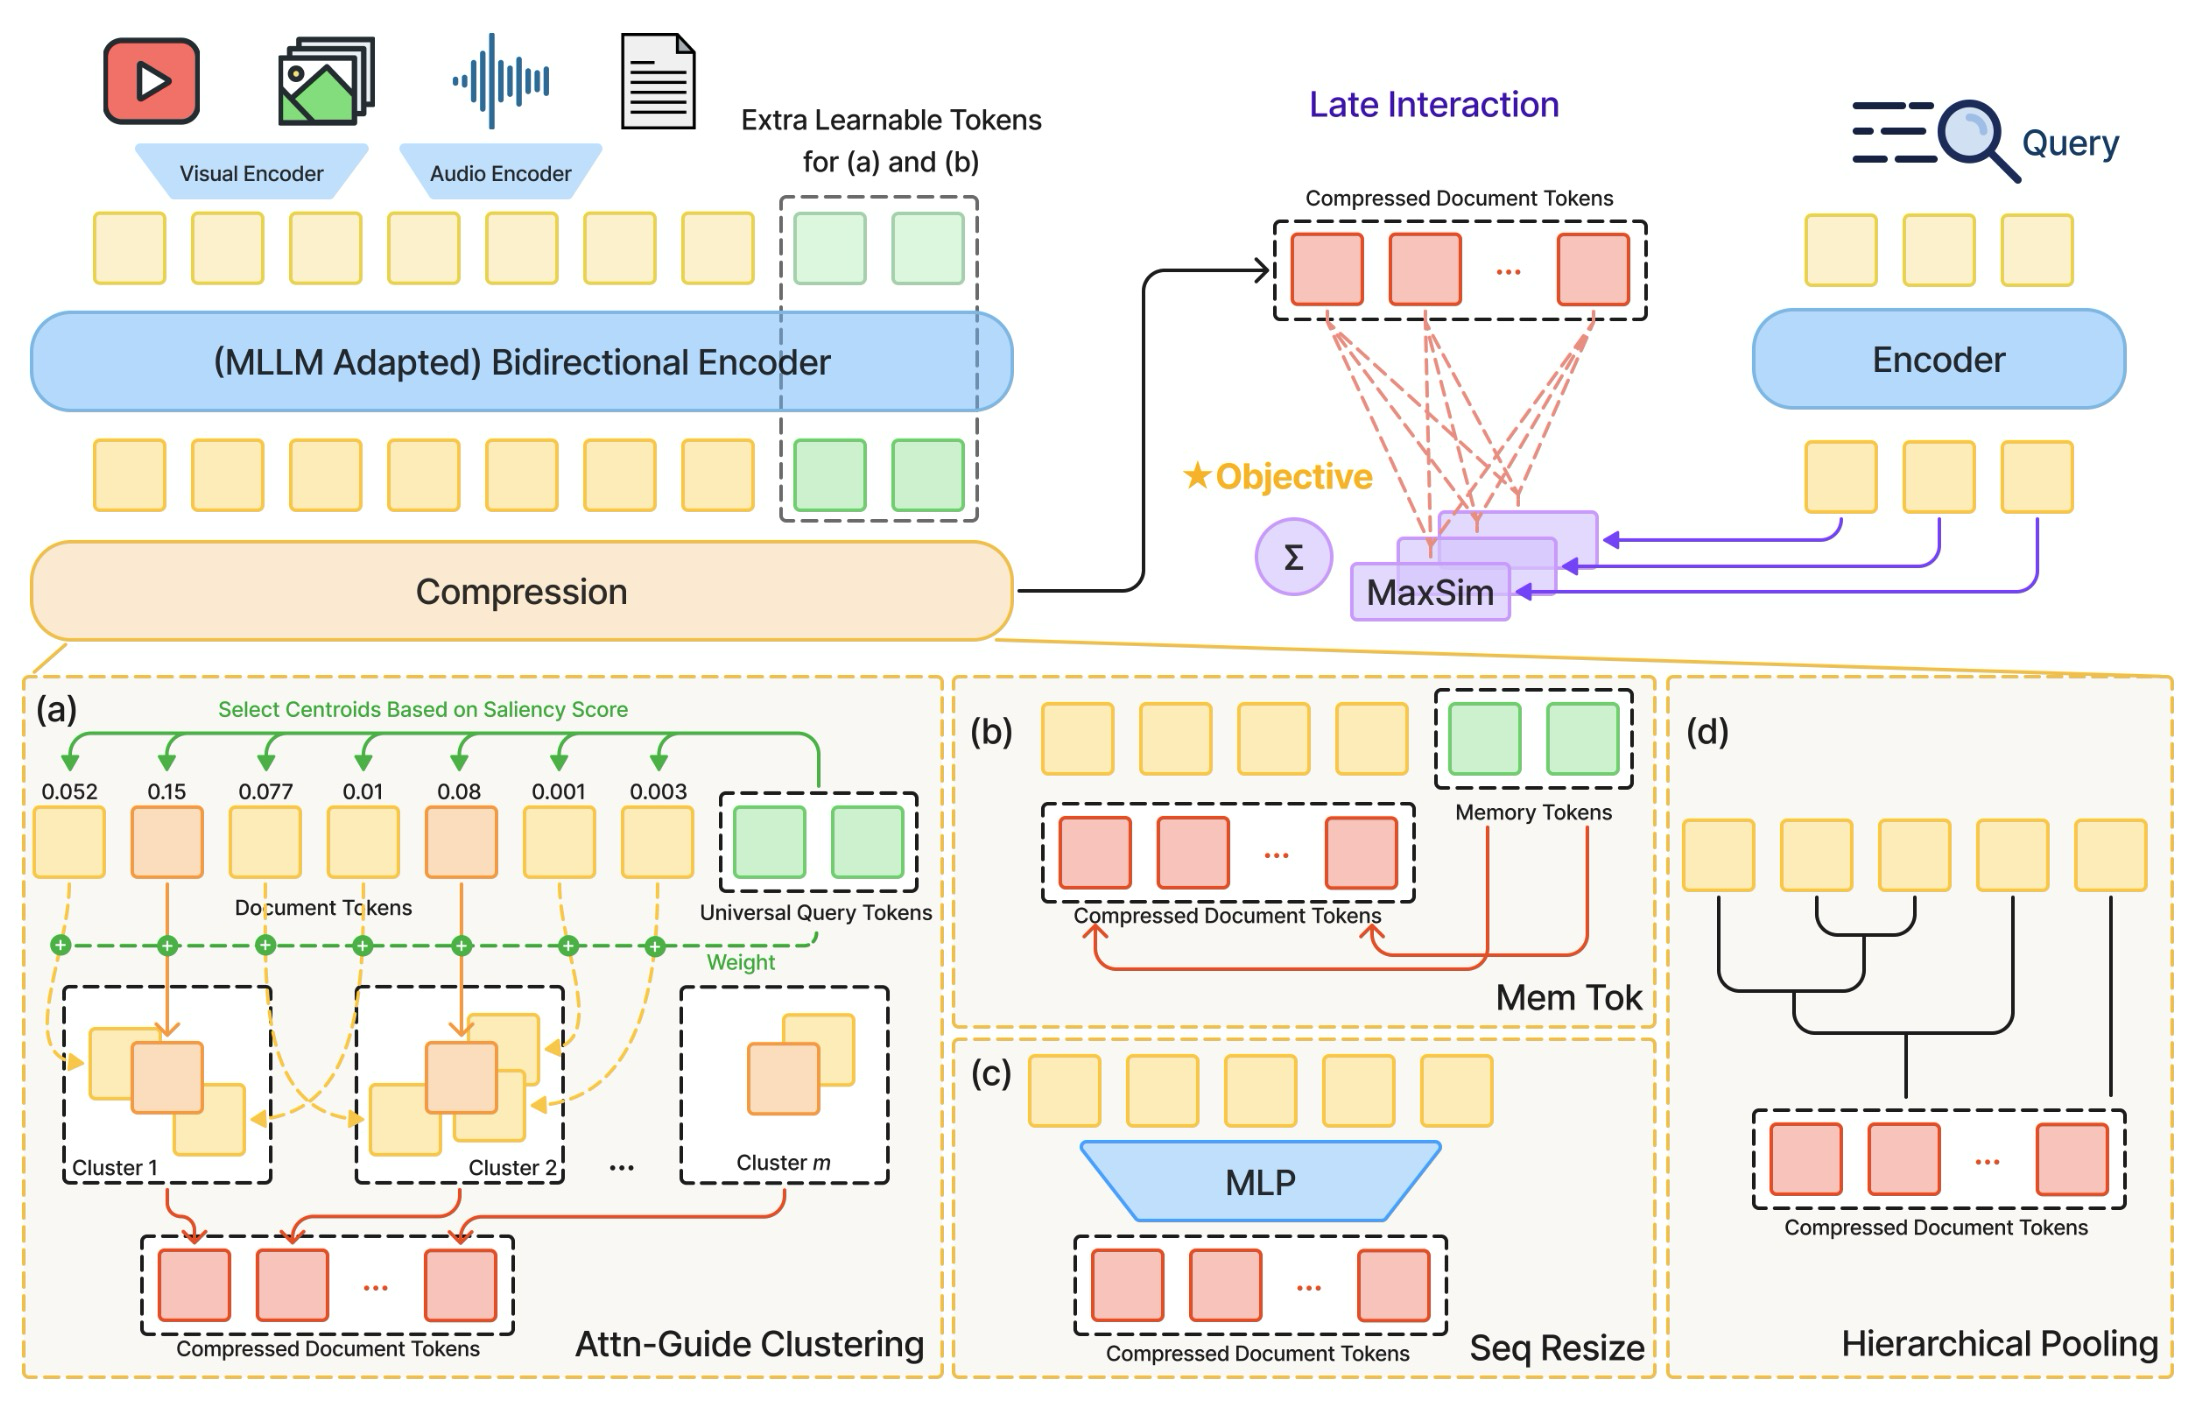 Visual Encoder
Audio Encoder
Extra Learnable Tokens
for (a) and (b)
(MLLM Adapted) Bidirectional Encoder
Compression
Late Interaction
Compressed Document Tokens
...
★Objective
Σ
MaxSim
Query
Encoder
(a)
Select Centroids Based on Saliency Score
0.052 0.15 0.077 0.01 0.08 0.001 0.003
Document Tokens
Universal Query Tokens
Weight
Cluster 1
Cluster 2
...
Cluster m
...
Compressed Document Tokens
Attn-Guide Clustering
(b)
Memory Tokens
...
Compressed Document Tokens
Mem Tok
(c)
MLP
...
Compressed Document Tokens
Seq Resize
(d)
...
Compressed Document Tokens
Hierarchical Pooling